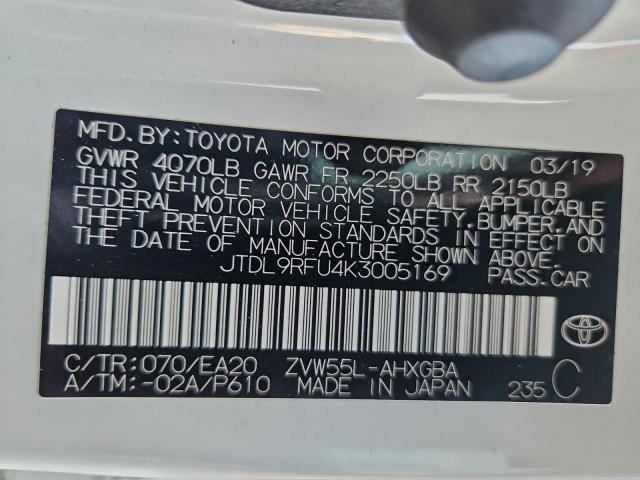 MFD.BY:TOYOTA MOTOR CORPORATION 03/19
GVWR 4070LB GAWR FR 2250LB RR 2150LB
THIS VEHICLE CONFORMS TO ALL APPLICABLE
FEDERAL MOTOR VEHICLE SAFETY,BUMPER,AND
THEFT PREVENTION STANDARDS IN EFFECT ON
THE DATE OF MANUFACTURE SHOWN ABOVE.
JTDL9RFU4K3005169 PASS.CAR
C/TR:070/EA20 ZVW55L-AHXGBA
A/TM:-02A/P610 MADE IN JAPAN 235 C
TOYOTA